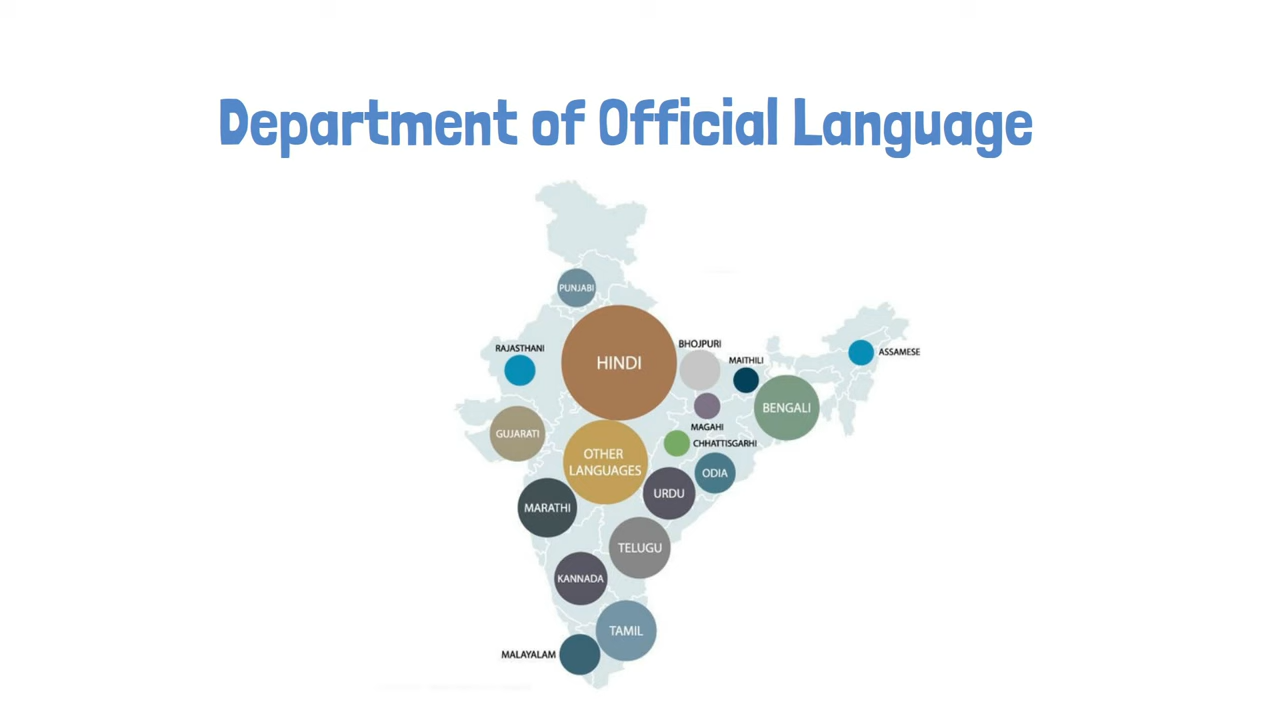 Department of Official Language
PUNJABI
HINDI
RAJASTHANI
BHOJPURI
MAITHILI
ASSAMESE
BENGALI
MAGAHI
GUJARATI
CHHATTISGARHI
OTHER
LANGUAGES
ODIA
URDU
MARATHI
TELUGU
KANNADA
TAMIL
MALAYALAM